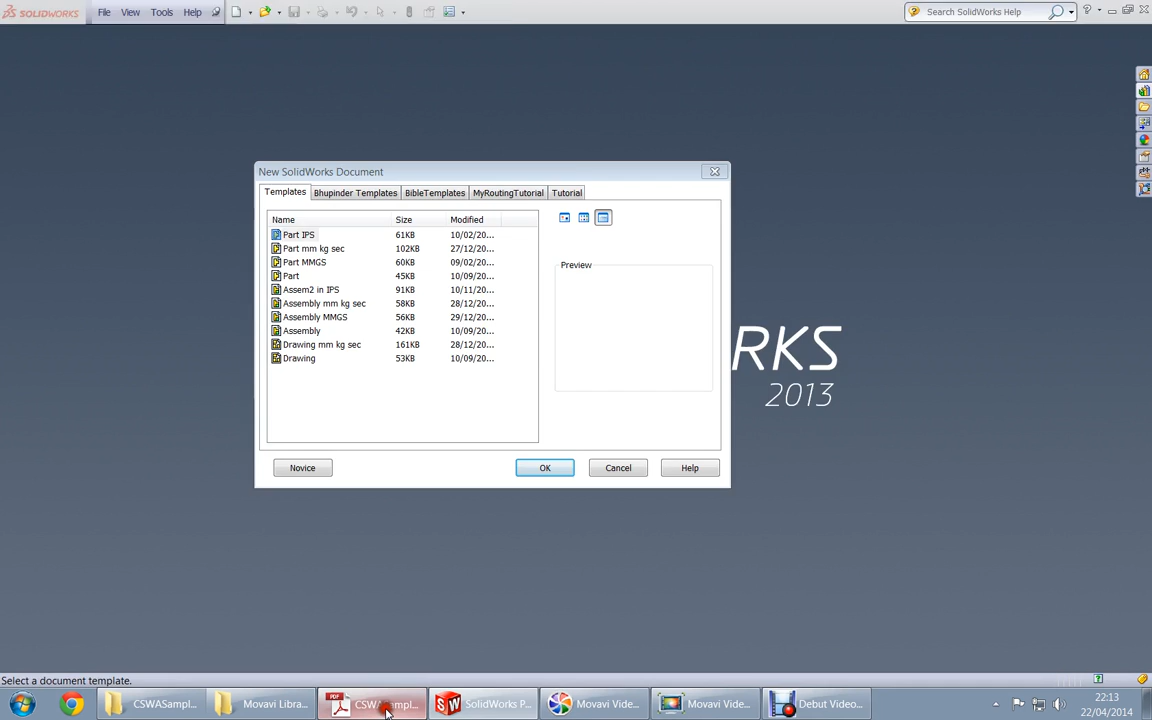 SOLIDWORKS File View Tools Help Search SolidWorks Help
New SolidWorks Document
Templates Bhupinder Templates BibleTemplates MyRoutingTutorial Tutorial
Name Size Modified
Part IPS 61KB 10/02/20...
Part mm kg sec 102KB 27/12/20...
Part MMGS 60KB 09/02/20...
Part 45KB 10/09/20...
Assem2 in IPS 91KB 10/11/20...
Assembly mm kg sec 58KB 28/12/20...
Assembly MMGS 56KB 29/12/20...
Assembly 42KB 10/09/20...
Drawing mm kg sec 161KB 28/12/20...
Drawing 53KB 10/09/20...
Preview
RKS
2013
Novice OK Cancel Help
Select a document template.
CSWASampl... Movavi Libra... CSWASampl... SolidWorks P... Movavi Vide... Movavi Vide... Debut Video...
22:13
22/04/2014